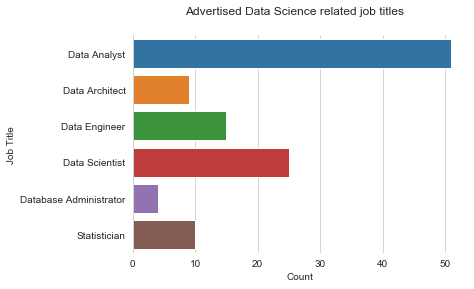 Advertised Data Science related job titles
Data Analyst
Data Architect
Data Engineer
Data Scientist
Database Administrator
Statistician
Job Title
0 10 20 30 40 50
Count